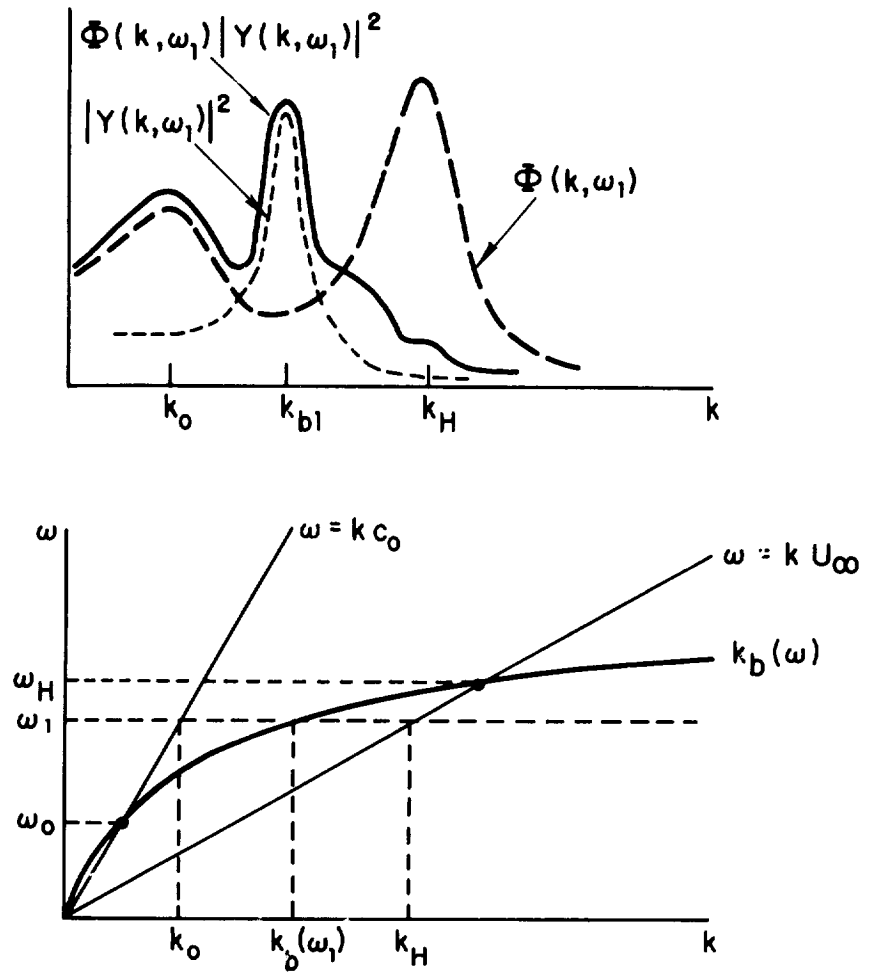 Φ(k,ω₁)|Y(k,ω₁)|²
|Y(k,ω₁)|²
Φ(k,ω₁)
k₀ k_b1 k_H k
ω ω = k c₀
ω = k U∞
k_b(ω)
ω_H
ω₁
ω₀
k₀ k_b(ω₁) k_H k